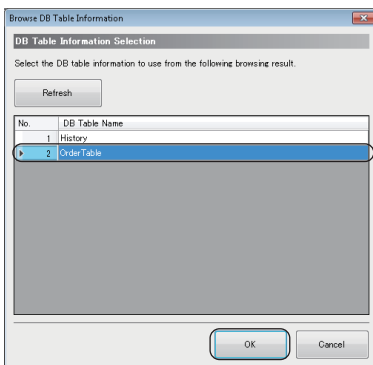 Browse DB Table Information
DB Table Information Selection
Select the DB table information to use from the following browsing result.
Refresh
No. DB Table Name
1 History
2 OrderTable
OK Cancel